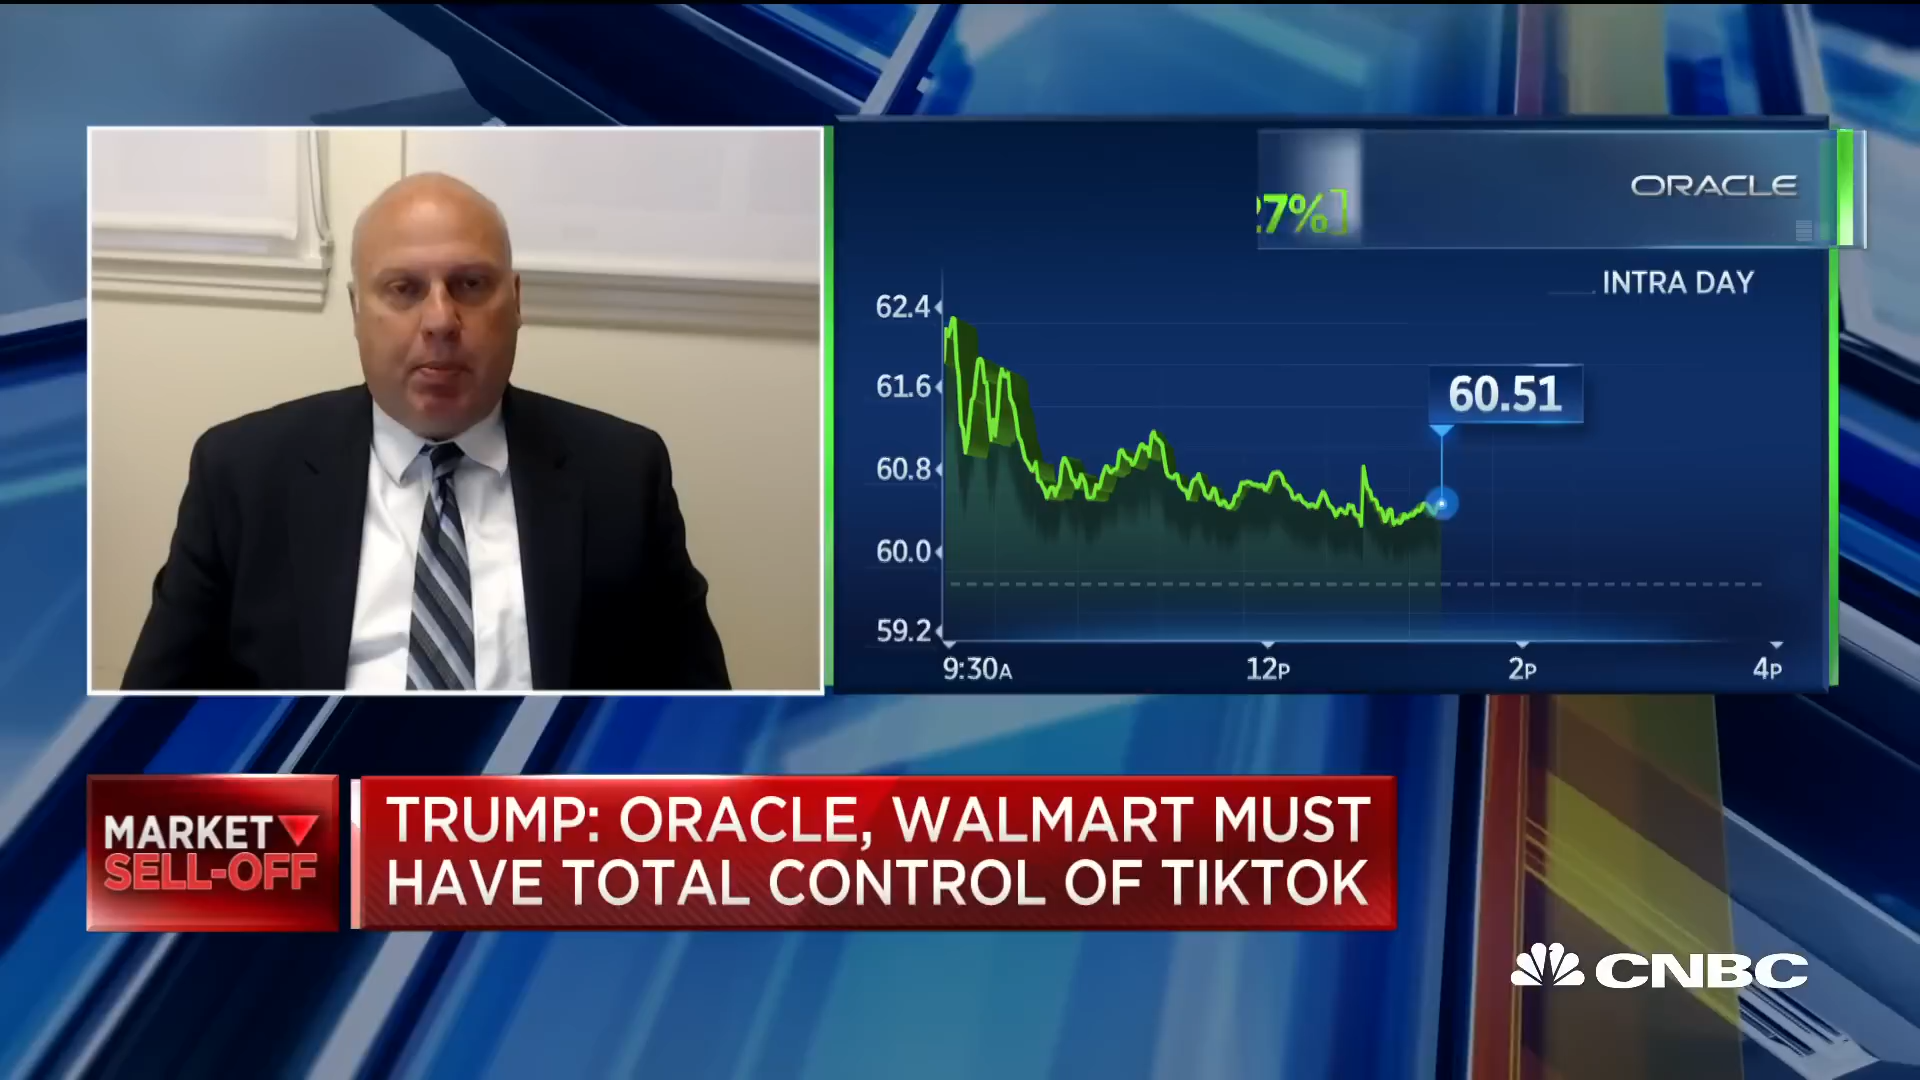 ORACLE
27%]
INTRA DAY
62.4
61.6
60.8
60.0
59.2
60.51
9:30A
12P
2P
4P
MARKET
SELL-OFF
TRUMP: ORACLE, WALMART MUST
HAVE TOTAL CONTROL OF TIKTOK
CNBC